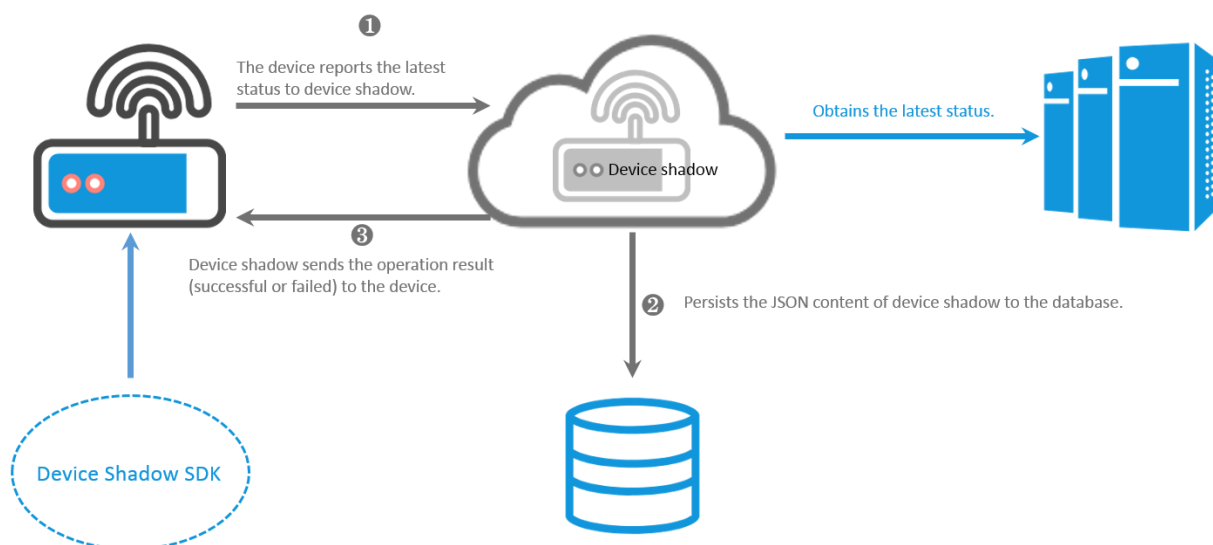 ❶
The device reports the latest
status to device shadow.
Obtains the latest status.
Device shadow
❸
Device shadow sends the operation result
(successful or failed) to the device.
❷ Persists the JSON content of device shadow to the database.
Device Shadow SDK